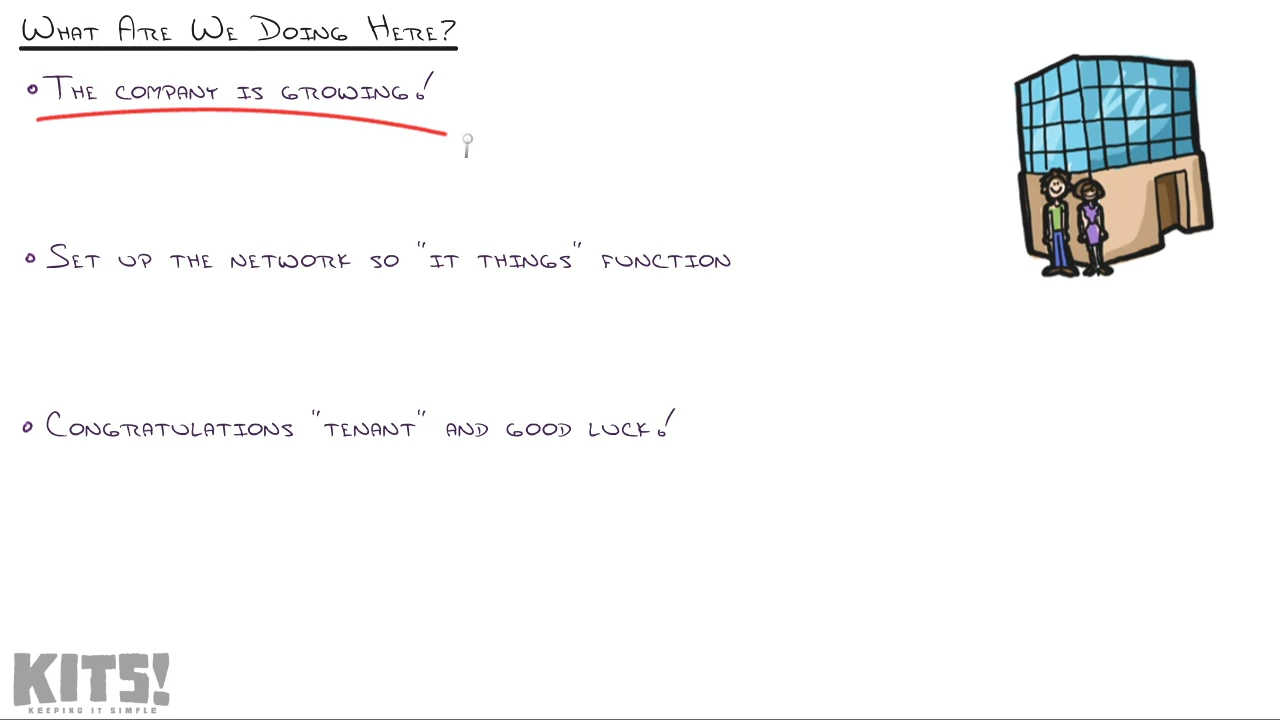 What Are We Doing Here?
The company is growing!
Set up the network so "it things" function
Congratulations "tenant" and good luck!
KITS!
KEEPING IT SIMPLE